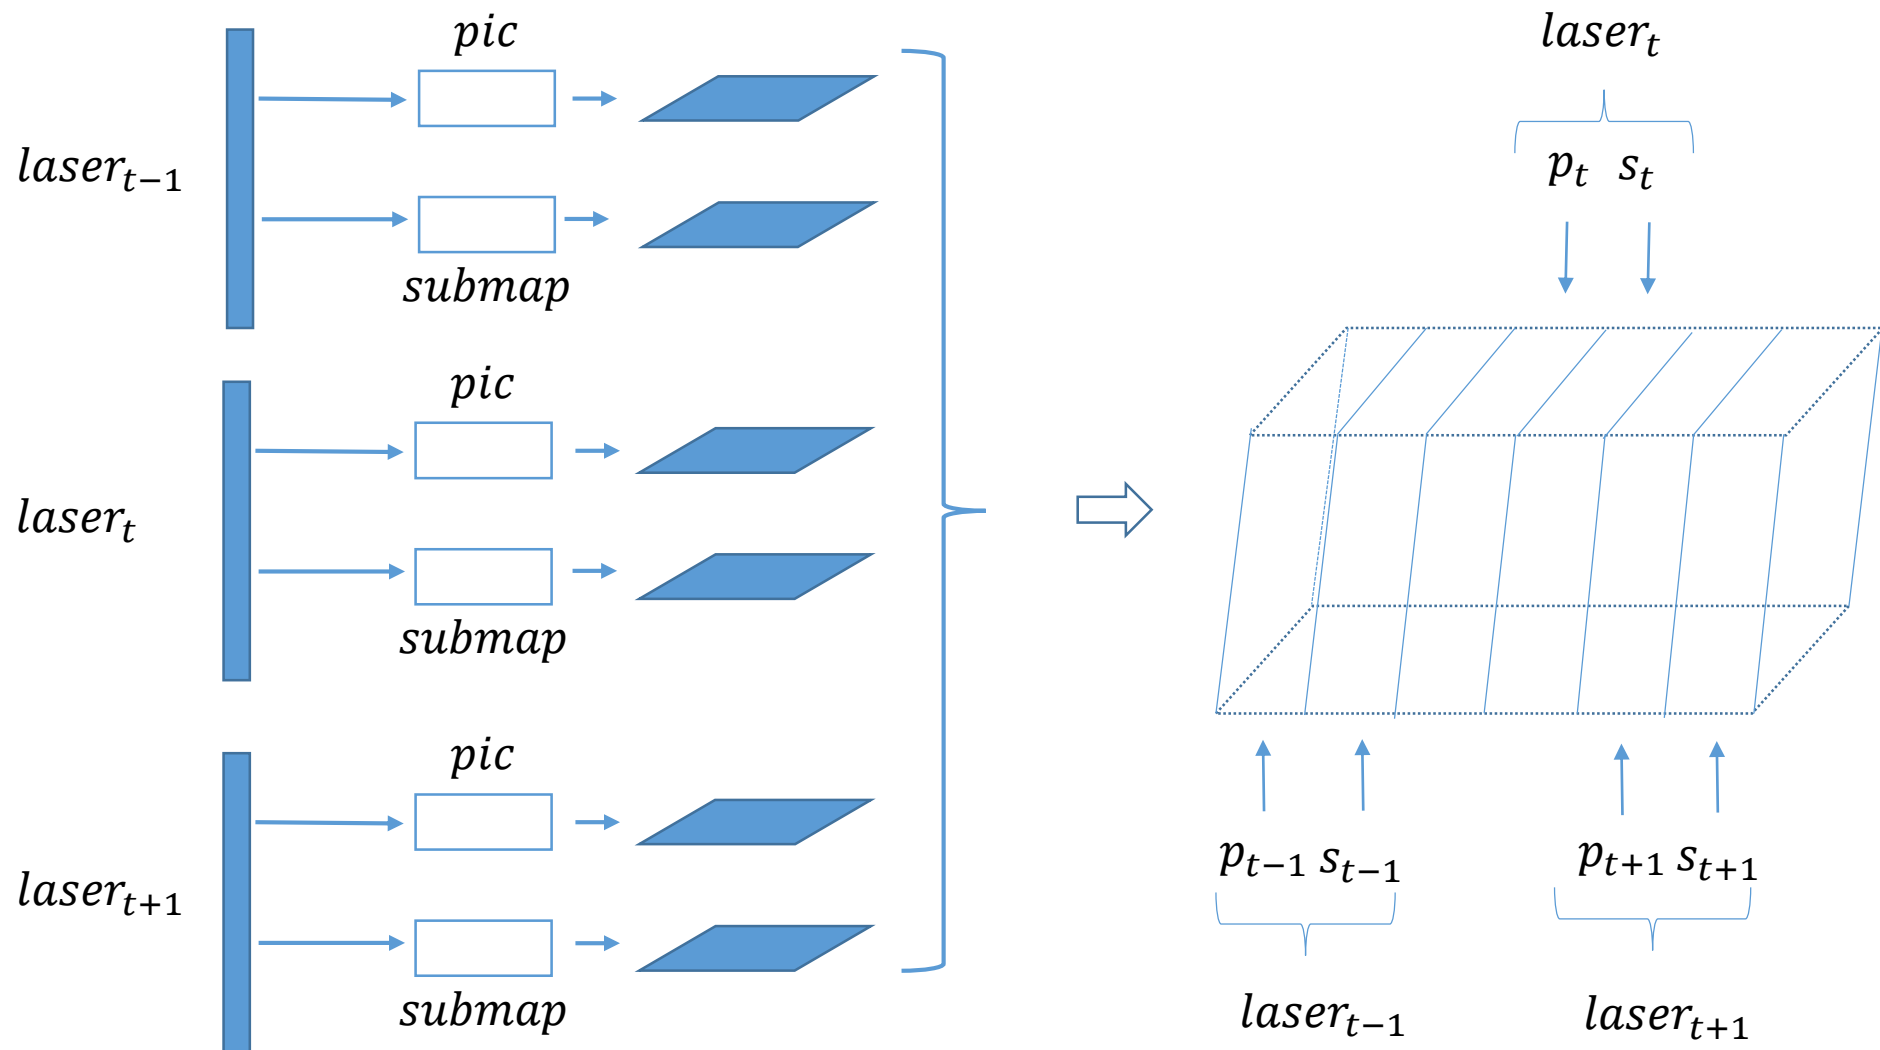 pic
laser_{t-1}
submap
pic
laser_t
submap
pic
laser_{t+1}
submap
laser_t
p_t s_t
p_{t-1} s_{t-1}
p_{t+1} s_{t+1}
laser_{t-1}
laser_{t+1}